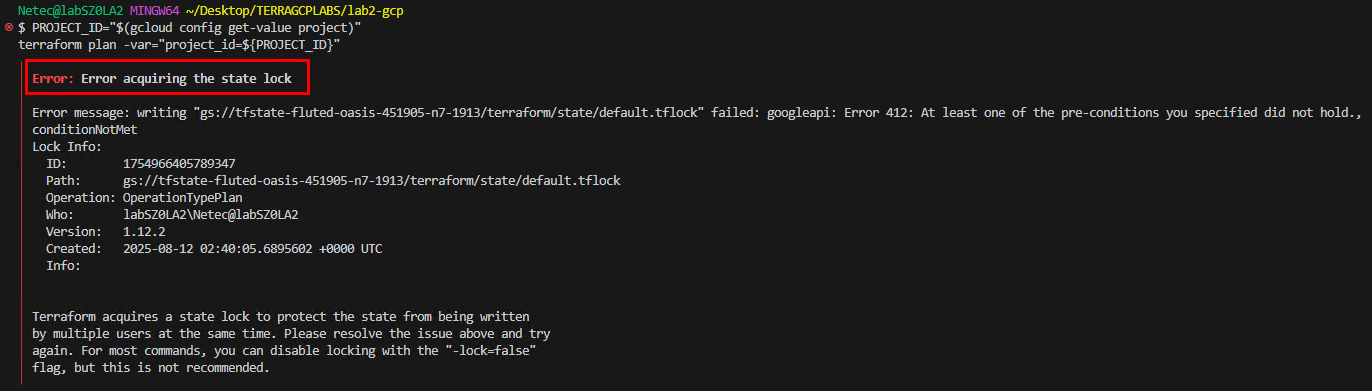 Netec@labSZ0LA MINGW64 ~/Desktop/TERRAGCPLABS/lab2-gcp
$ PROJECT_ID="$(gcloud config get-value project)"
terraform plan -var="project_id=${PROJECT_ID}"
Error: Error acquiring the state lock
Error message: writing "gs://tfstate-fluted-oasis-451905-n7-1913/terraform/state/default.tflock" failed: googleapi: Error 412: At least one of the pre-conditions you specified did not hold.,
conditionNotMet
Lock Info:
ID: 1754966405789347
Path: gs://tfstate-fluted-oasis-451905-n7-1913/terraform/state/default.tflock
Operation: OperationTypePlan
Who: labSZ0LA2\Netec@labSZ0LA2
Version: 1.12.2
Created: 2025-08-12 02:40:05.6895602 +0000 UTC
Info:
Terraform acquires a state lock to protect the state from being written
by multiple users at the same time. Please resolve the issue above and try
again. For most commands, you can disable locking with the "-lock=false"
flag, but this is not recommended.